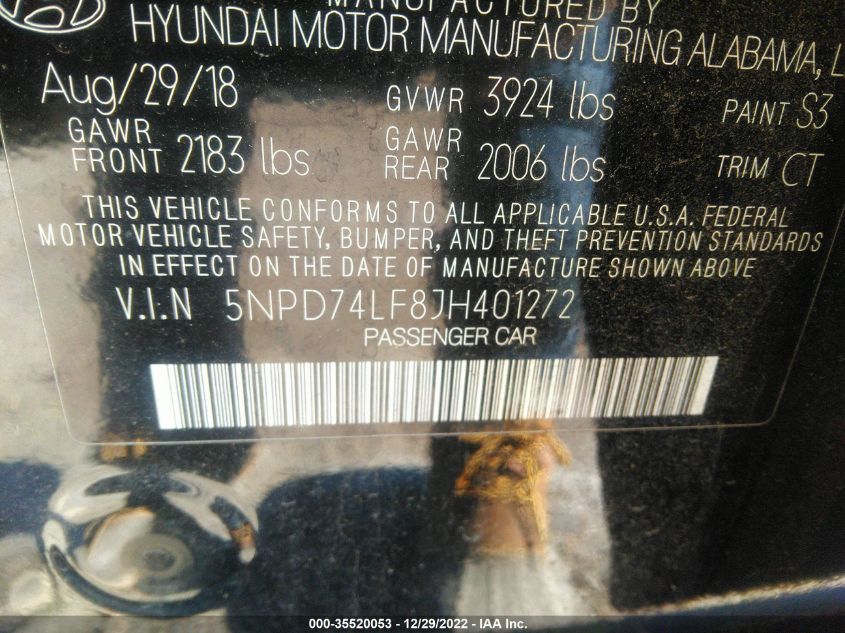 MANUFACTURED BY
HYUNDAI MOTOR MANUFACTURING ALABAMA, L
Aug/29/18 GVWR 3924 lbs PAINT S3
GAWR FRONT 2183 lbs GAWR REAR 2006 lbs TRIM CT
THIS VEHICLE CONFORMS TO ALL APPLICABLE U.S.A. FEDERAL
MOTOR VEHICLE SAFETY, BUMPER, AND THEFT PREVENTION STANDARDS
IN EFFECT ON THE DATE OF MANUFACTURE SHOWN ABOVE
V.I.N 5NPD74LF8JH401272
PASSENGER CAR
000-35520053 - 12/29/2022 - IAA Inc.